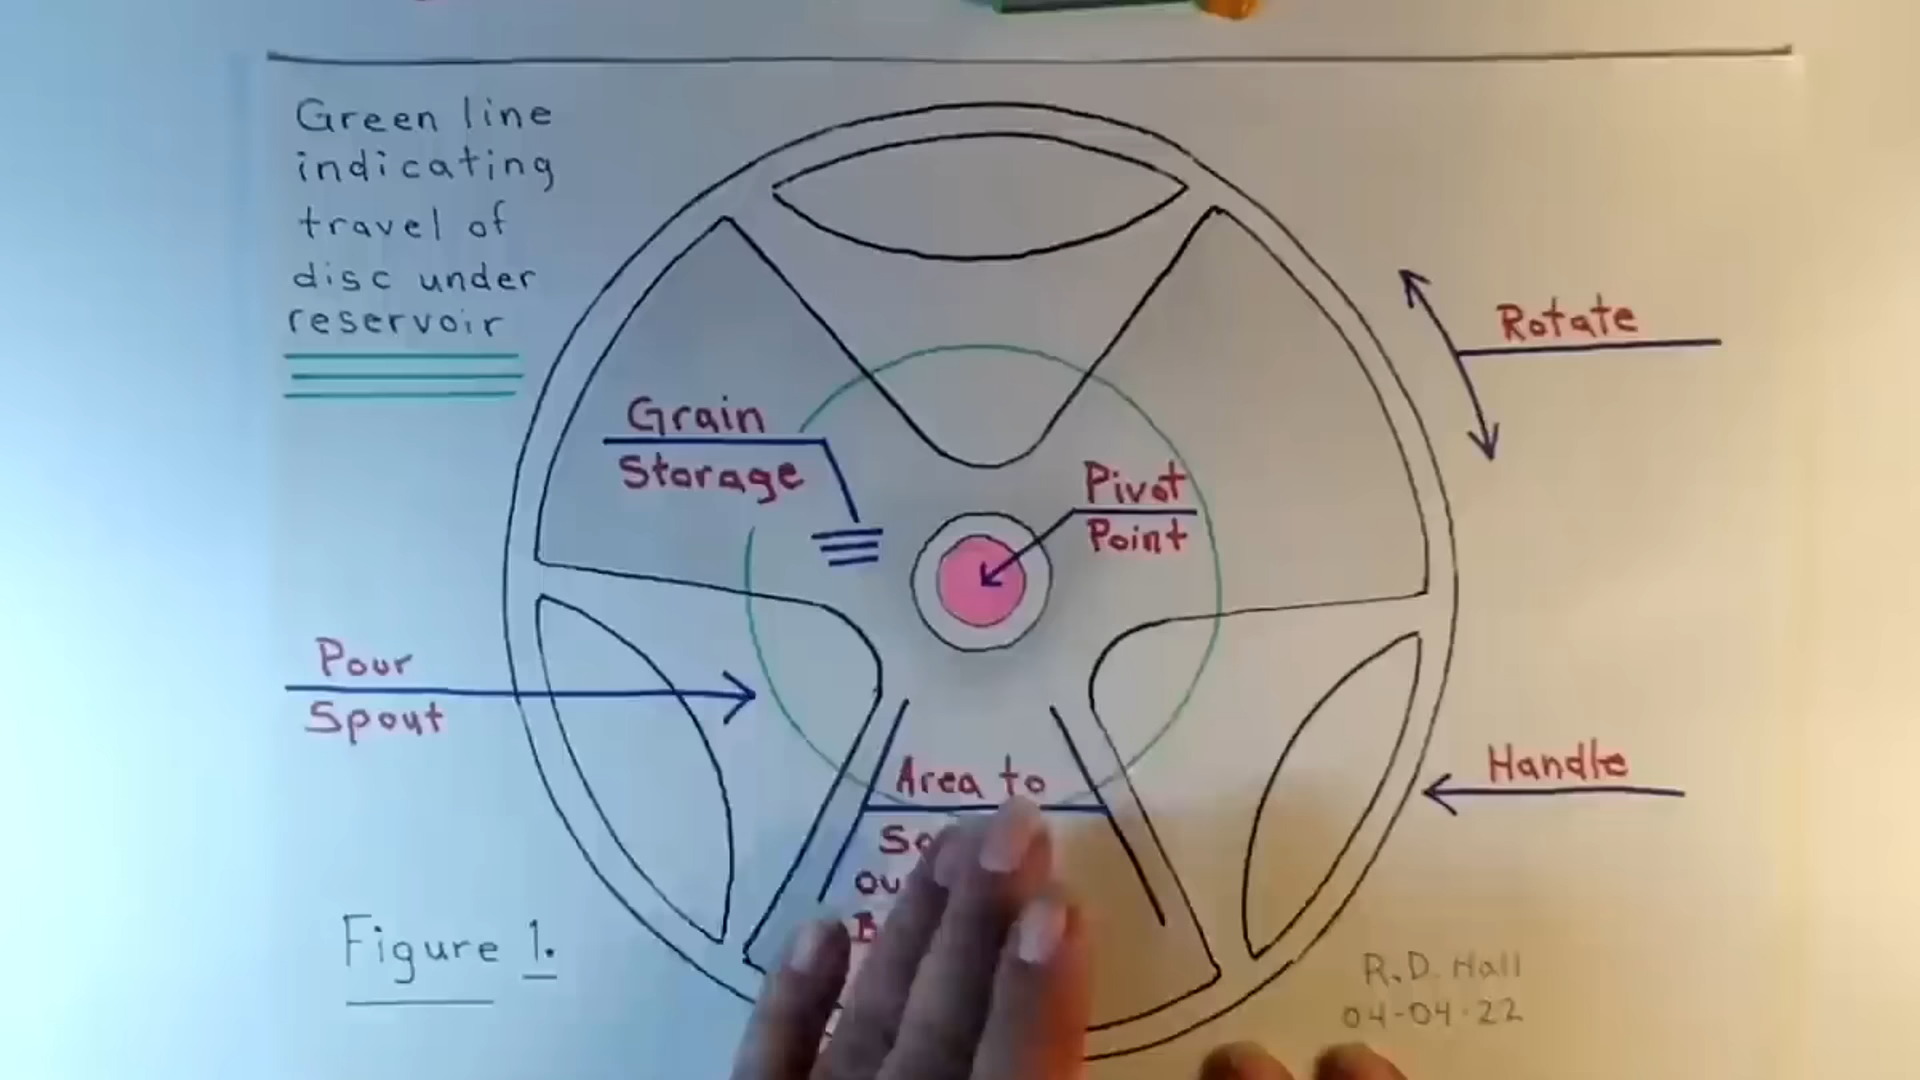 Green line
indicating
travel of
disc under
reservoir
Grain
Storage
Pivot
Point
Rotate
Pour
Spout
Handle
Area to
Figure 1.
R.D. Hall
04-04-22